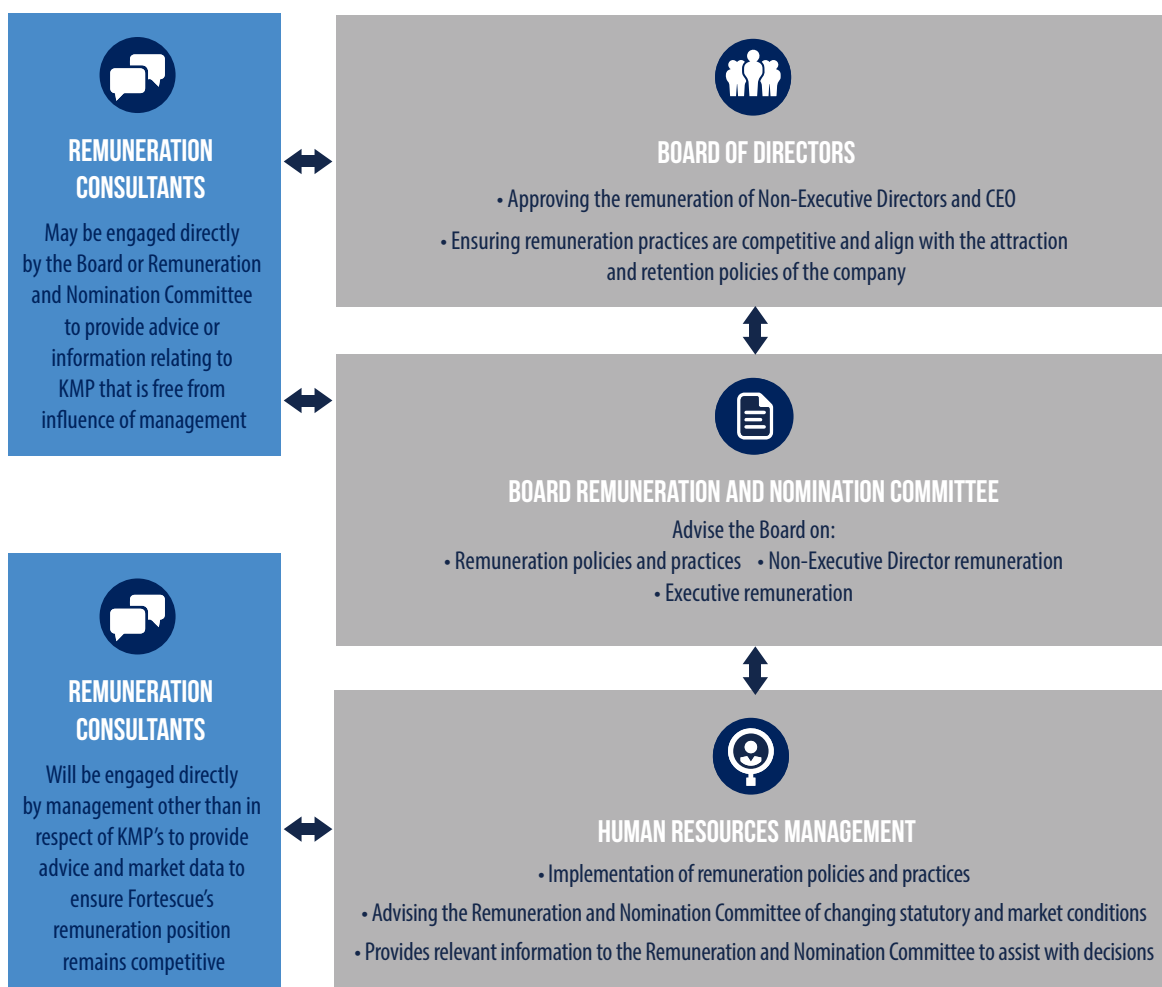 REMUNERATION
CONSULTANTS
May be engaged directly
by the Board or Remuneration
and Nomination Committee
to provide advice or
information relating to
KMP that is free from
influence of management
BOARD OF DIRECTORS
• Approving the remuneration of Non-Executive Directors and CEO
• Ensuring remuneration practices are competitive and align with the attraction
and retention policies of the company
BOARD REMUNERATION AND NOMINATION COMMITTEE
Advise the Board on:
• Remuneration policies and practices • Non-Executive Director remuneration
• Executive remuneration
REMUNERATION
CONSULTANTS
Will be engaged directly
by management other than in
respect of KMP's to provide
advice and market data to
ensure Fortescue's
remuneration position
remains competitive
HUMAN RESOURCES MANAGEMENT
• Implementation of remuneration policies and practices
• Advising the Remuneration and Nomination Committee of changing statutory and market conditions
• Provides relevant information to the Remuneration and Nomination Committee to assist with decisions